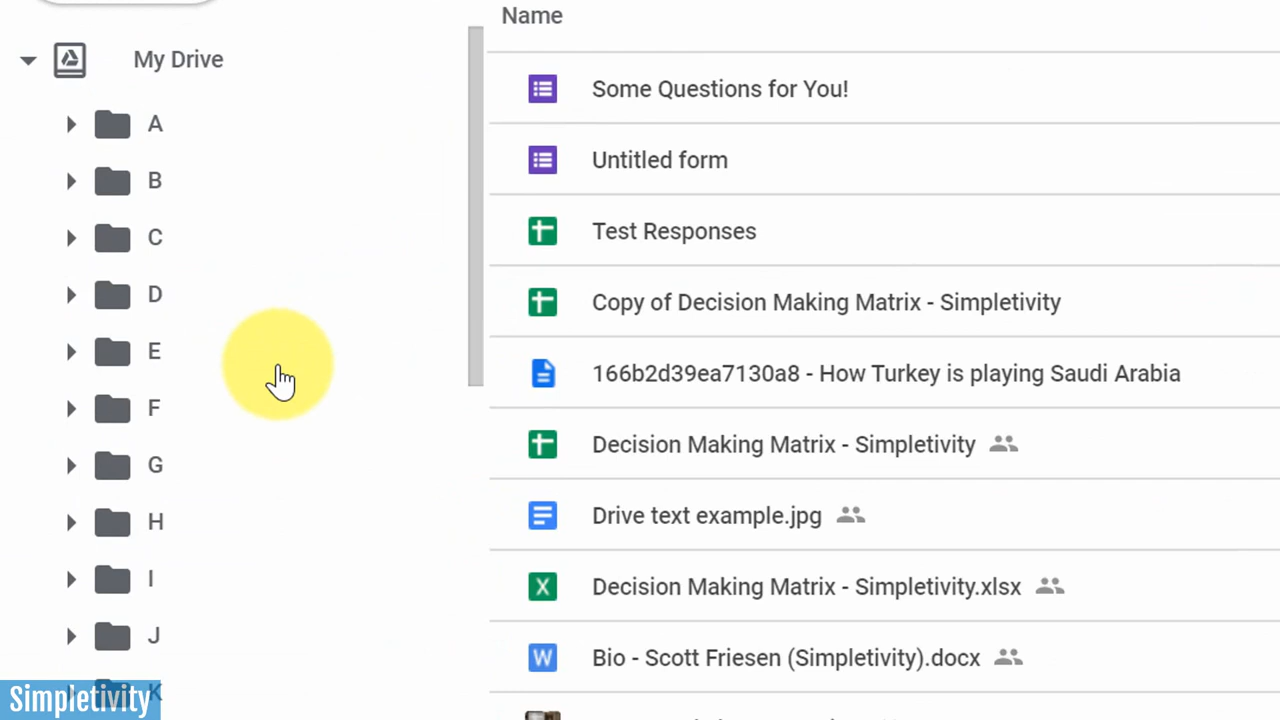 My Drive
A
B
C
D
E
F
G
H
I
J
K
Name
Some Questions for You!
Untitled form
Test Responses
Copy of Decision Making Matrix - Simpletivity
166b2d39ea7130a8 - How Turkey is playing Saudi Arabia
Decision Making Matrix - Simpletivity
Drive text example.jpg
Decision Making Matrix - Simpletivity.xlsx
Bio - Scott Friesen (Simpletivity).docx
Simpletivity